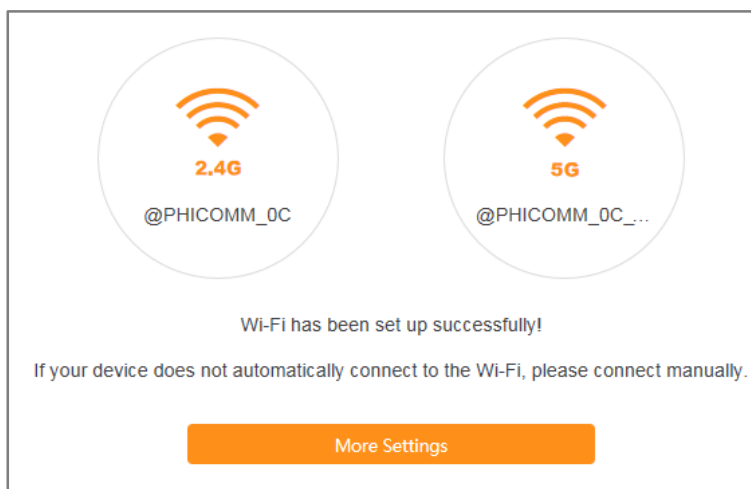 2.4G 5G
@PHICOMM_0C @PHICOMM_0C_...
Wi-Fi has been set up successfully!
If your device does not automatically connect to the Wi-Fi, please connect manually.
More Settings